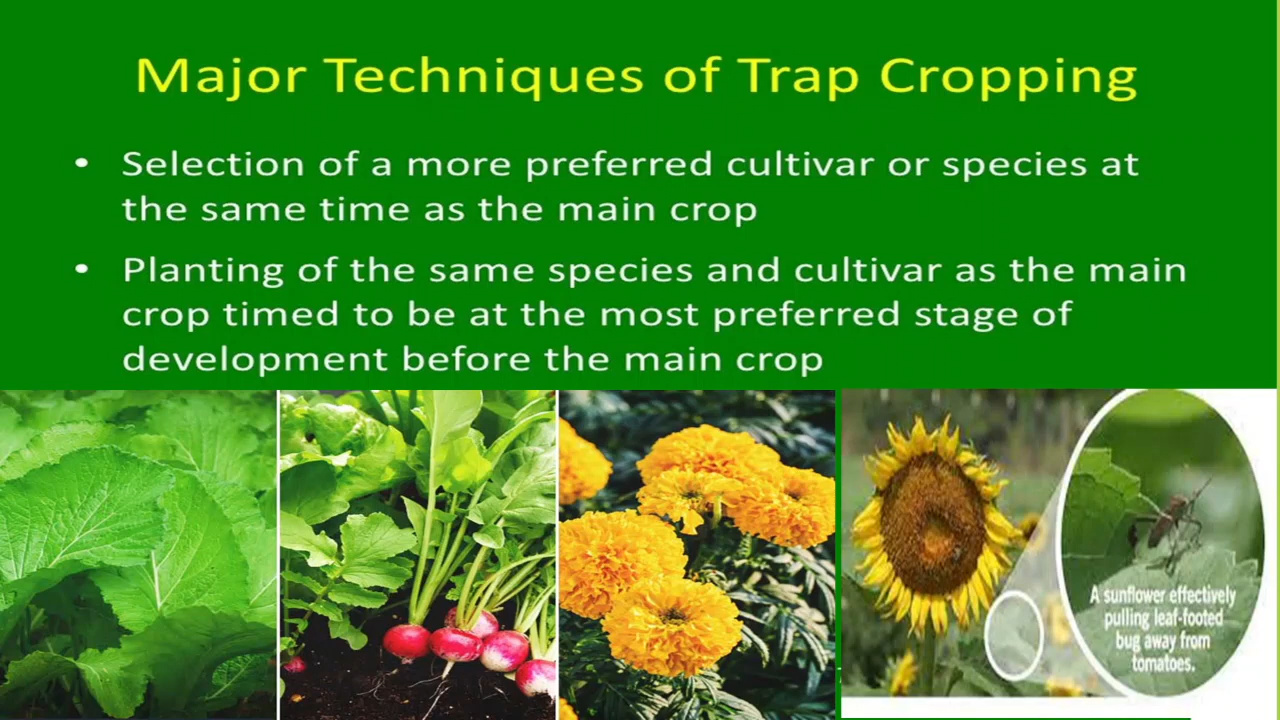 Major Techniques of Trap Cropping
• Selection of a more preferred cultivar or species at
the same time as the main crop
• Planting of the same species and cultivar as the main
crop timed to be at the most preferred stage of
development before the main crop
A sunflower effectively
pulling leaf-footed
bug away from
tomatoes.